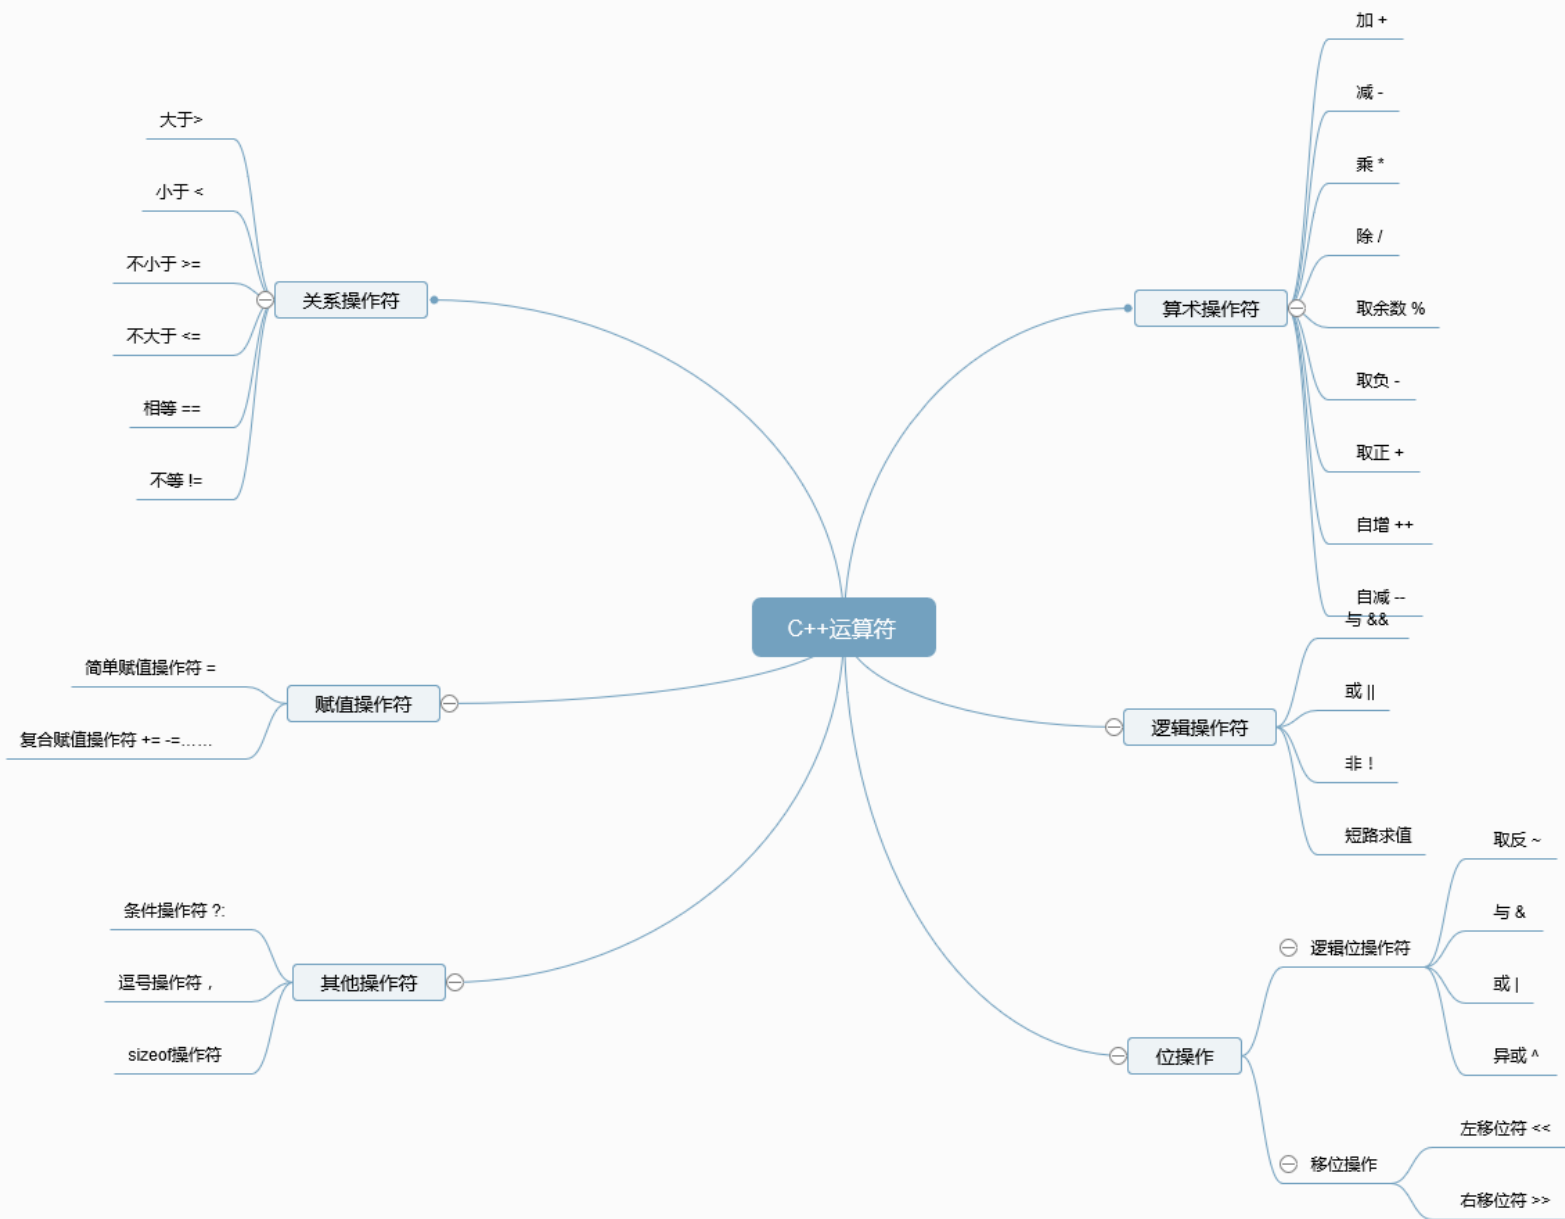 C++运算符
算术操作符
加 +
减 -
乘 *
除 /
取余数 %
取负 -
取正 +
自增 ++
自减 --
逻辑操作符
与 &&
或 ||
非！
短路求值
位操作
逻辑位操作符
取反 ~
与 &
或 |
异或 ^
移位操作
左移位符 <<
右移位符 >>
关系操作符
大于>
小于 <
不小于 >=
不大于 <=
相等 ==
不等 !=
赋值操作符
简单赋值操作符 =
复合赋值操作符 += -=……
其他操作符
条件操作符 ?:
逗号操作符，
sizeof操作符